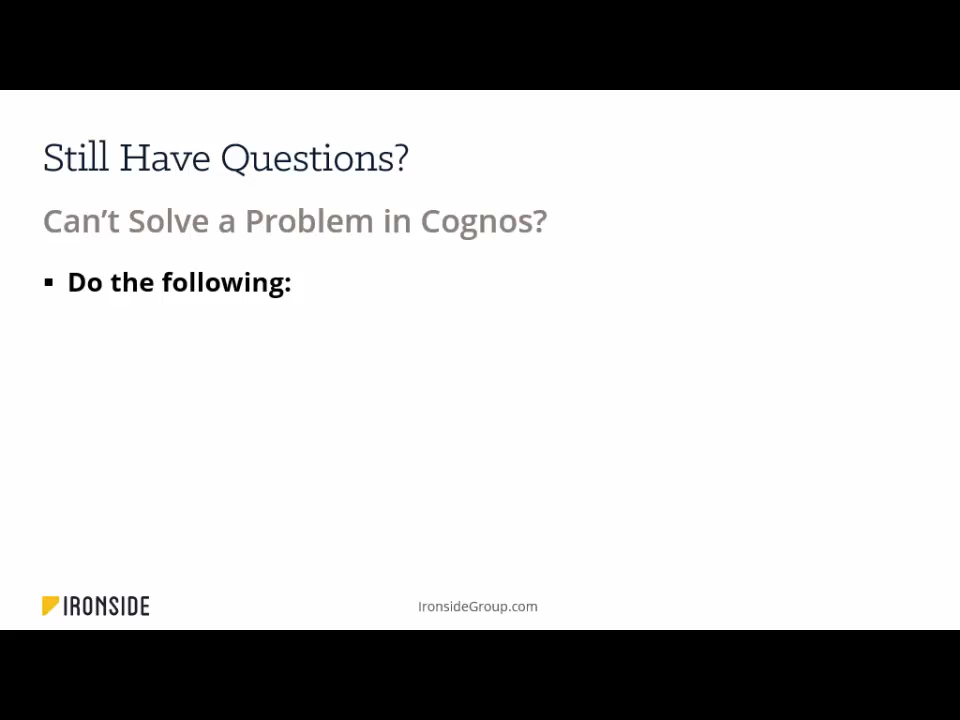 Still Have Questions?
Can’t Solve a Problem in Cognos?
▪ Do the following:
IRONSIDE
IronsideGroup.com